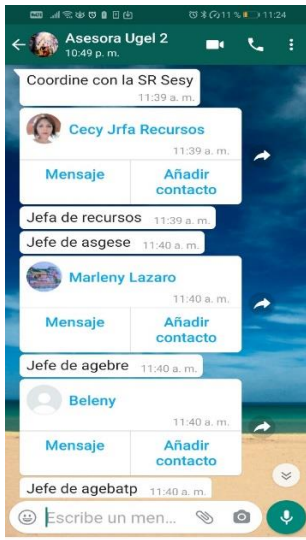 11 % 11:24
Asesora Ugel 2
10:49 p. m.
Coordine con la SR Sesy
11:39 a. m.
Cecy Jrfa Recursos
11:39 a. m.
Mensaje
Añadir contacto
Jefa de recursos 11:39 a. m.
Jefe de asgese 11:40 a. m.
Marleny Lazaro
11:40 a. m.
Mensaje
Añadir contacto
Jefe de agebre 11:40 a. m.
Beleny
11:40 a. m.
Mensaje
Añadir contacto
Jefe de agebatp 11:40 a. m.
Escribe un men...